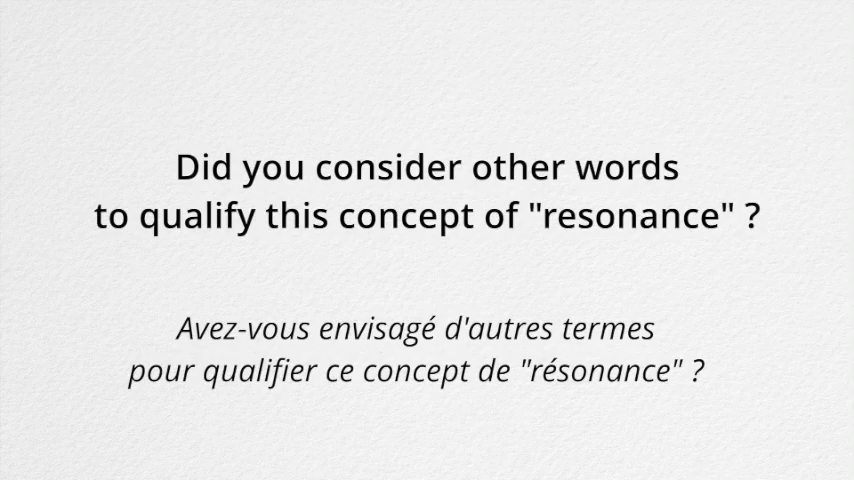 Did you consider other words
to qualify this concept of "resonance" ?
Avez-vous envisagé d'autres termes
pour qualifier ce concept de "résonance" ?